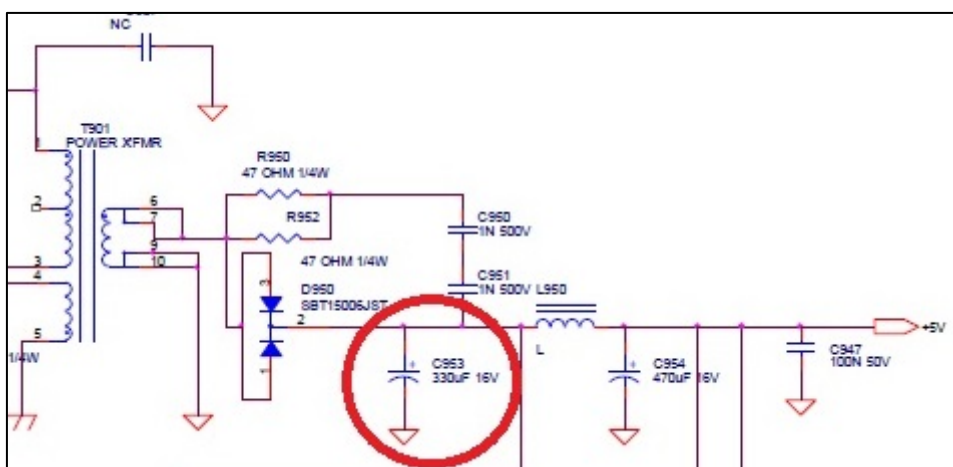 NC
T901
POWER XFMR
1
2
3
4
5
6
7
9
10
R950
47 OHM 1/4W
R952
47 OHM 1/4W
C950
1N 500V
C951
1N 500V
L950
L
D950
SBT15006JST
3
2
1
C953
330uF 16V
+
C954
470uF 16V
+
C947
100N 50V
+5V
1/4W